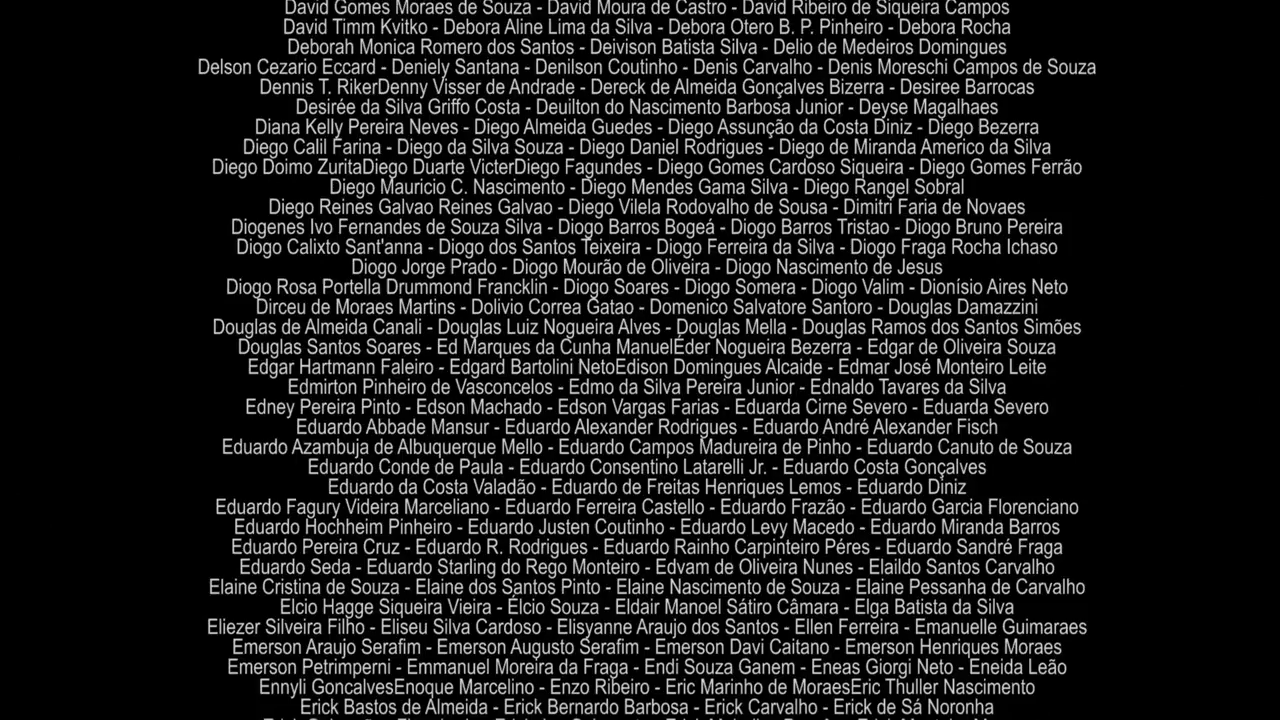 David Gomes Moraes de Souza - David Moura de Castro - David Ribeiro de Siqueira Campos
David Timm Kvitko - Debora Aline Lima da Silva - Debora Otero B. P. Pinheiro - Debora Rocha
Deborah Monica Romero dos Santos - Deivison Batista Silva - Delio de Medeiros Domingues
Delson Cezario Eccard - Deniely Santana - Denilson Coutinho - Denis Carvalho - Denis Moreschi Campos de Souza
Dennis T. RikerDenny Visser de Andrade - Dereck de Almeida Gonçalves Bizerra - Desiree Barrocas
Desirée da Silva Griffo Costa - Deuilton do Nascimento Barbosa Junior - Deyse Magalhaes
Diana Kelly Pereira Neves - Diego Almeida Guedes - Diego Assunção da Costa Diniz - Diego Bezerra
Diego Calil Farina - Diego da Silva Souza - Diego Daniel Rodrigues - Diego de Miranda Americo da Silva
Diego Doimo ZuritaDiego Duarte VicterDiego Fagundes - Diego Gomes Cardoso Siqueira - Diego Gomes Ferrão
Diego Mauricio C. Nascimento - Diego Mendes Gama Silva - Diego Rangel Sobral
Diego Reines Galvao Reines Galvao - Diego Vilela Rodovalho de Sousa - Dimitri Faria de Novaes
Diogenes Ivo Fernandes de Souza Silva - Diogo Barros Bogeá - Diogo Barros Tristao - Diogo Bruno Pereira
Diogo Calixto Sant'anna - Diogo dos Santos Teixeira - Diogo Ferreira da Silva - Diogo Fraga Rocha Ichaso
Diogo Jorge Prado - Diogo Mourão de Oliveira - Diogo Nascimento de Jesus
Diogo Rosa Portella Drummond Francklin - Diogo Soares - Diogo Somera - Diogo Valim - Dionísio Aires Neto
Dirceu de Moraes Martins - Dolivio Correa Gatao - Domenico Salvatore Santoro - Douglas Damazzini
Douglas de Almeida Canali - Douglas Luiz Nogueira Alves - Douglas Mella - Douglas Ramos dos Santos Simões
Douglas Santos Soares - Ed Marques da Cunha ManuelÉder Nogueira Bezerra - Edgar de Oliveira Souza
Edgar Hartmann Faleiro - Edgard Bartolini NetoEdison Domingues Alcaide - Edmar José Monteiro Leite
Edmirton Pinheiro de Vasconcelos - Edmo da Silva Pereira Junior - Ednaldo Tavares da Silva
Edney Pereira Pinto - Edson Machado - Edson Vargas Farias - Eduarda Cirne Severo - Eduarda Severo
Eduardo Abbade Mansur - Eduardo Alexander Rodrigues - Eduardo André Alexander Fisch
Eduardo Azambuja de Albuquerque Mello - Eduardo Campos Madureira de Pinho - Eduardo Canuto de Souza
Eduardo Conde de Paula - Eduardo Consentino Latarelli Jr. - Eduardo Costa Gonçalves
Eduardo da Costa Valadão - Eduardo de Freitas Henriques Lemos - Eduardo Diniz
Eduardo Fagury Videira Marceliano - Eduardo Ferreira Castello - Eduardo Frazão - Eduardo Garcia Florenciano
Eduardo Hochheim Pinheiro - Eduardo Justen Coutinho - Eduardo Levy Macedo - Eduardo Miranda Barros
Eduardo Pereira Cruz - Eduardo R. Rodrigues - Eduardo Rainho Carpinteiro Péres - Eduardo Sandré Fraga
Eduardo Seda - Eduardo Starling do Rego Monteiro - Edvam de Oliveira Nunes - Elaildo Santos Carvalho
Elaine Cristina de Souza - Elaine dos Santos Pinto - Elaine Nascimento de Souza - Elaine Pessanha de Carvalho
Elcio Hagge Siqueira Vieira - Élcio Souza - Eldair Manoel Sátiro Câmara - Elga Batista da Silva
Eliezer Silveira Filho - Eliseu Silva Cardoso - Elisyanne Araujo dos Santos - Ellen Ferreira - Emanuelle Guimaraes
Emerson Araujo Serafim - Emerson Augusto Serafim - Emerson Davi Caitano - Emerson Henriques Moraes
Emerson Petrimperni - Emmanuel Moreira da Fraga - Endi Souza Ganem - Eneas Giorgi Neto - Eneida Leão
Ennyli GoncalvesEnoque Marcelino - Enzo Ribeiro - Eric Marinho de MoraesEric Thuller Nascimento
Erick Bastos de Almeida - Erick Bernardo Barbosa - Erick Carvalho - Erick de Sá Noronha